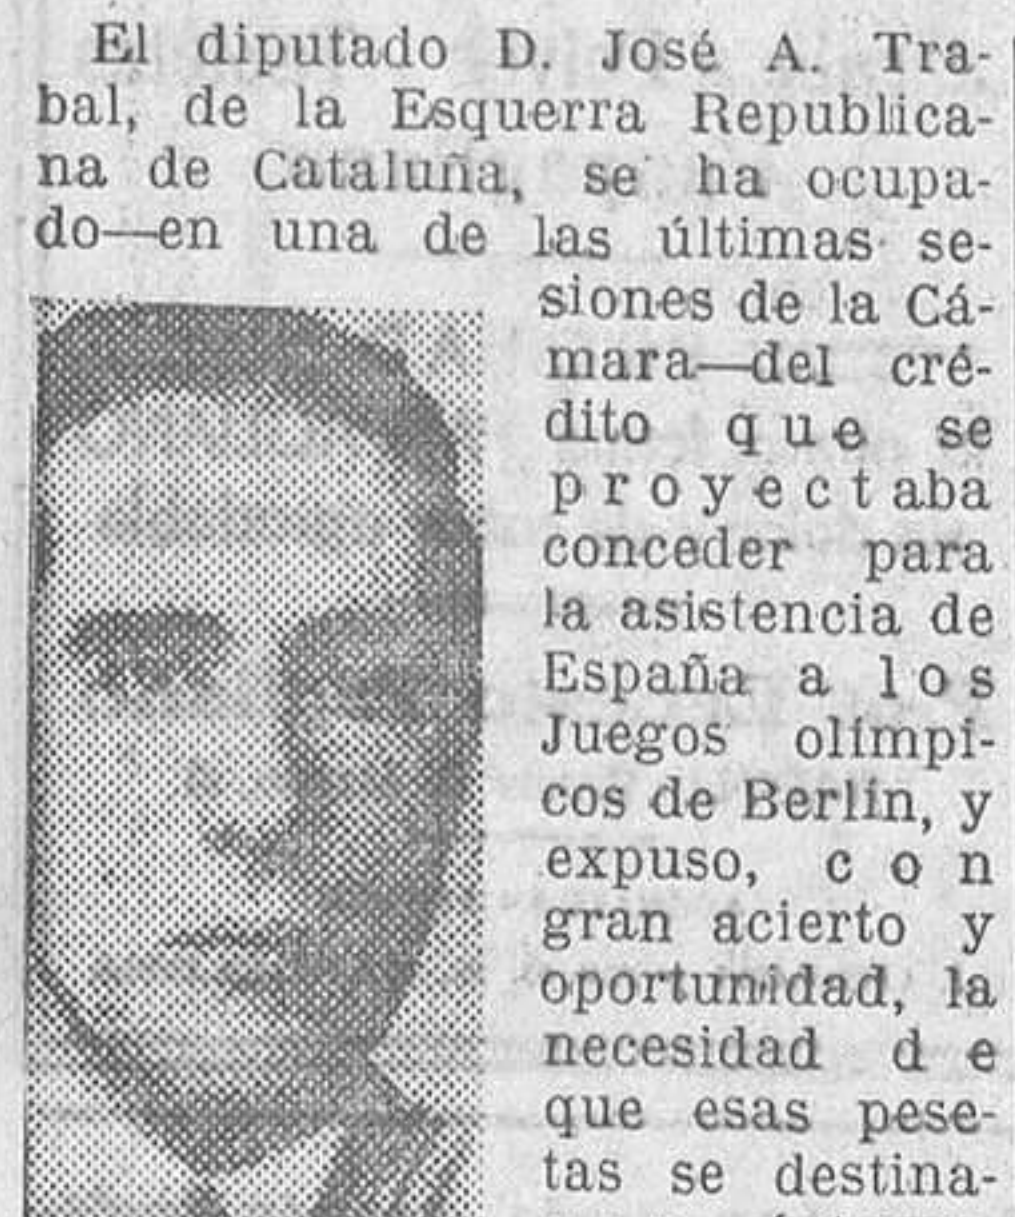 El diputado D. José A. Tra-
bal, de la Esquerra Republica-
na de Cataluña, se ha ocupa-
do—en una de las últimas se-
siones de la Cá-
mara—del cré-
dito que se
proyectaba
conceder para
la asistencia de
España a los
Juegos olímpi-
cos de Berlín, y
expuso, con
gran acierto y
oportunidad, la
necesidad de
que esas pese-
tas se destina-